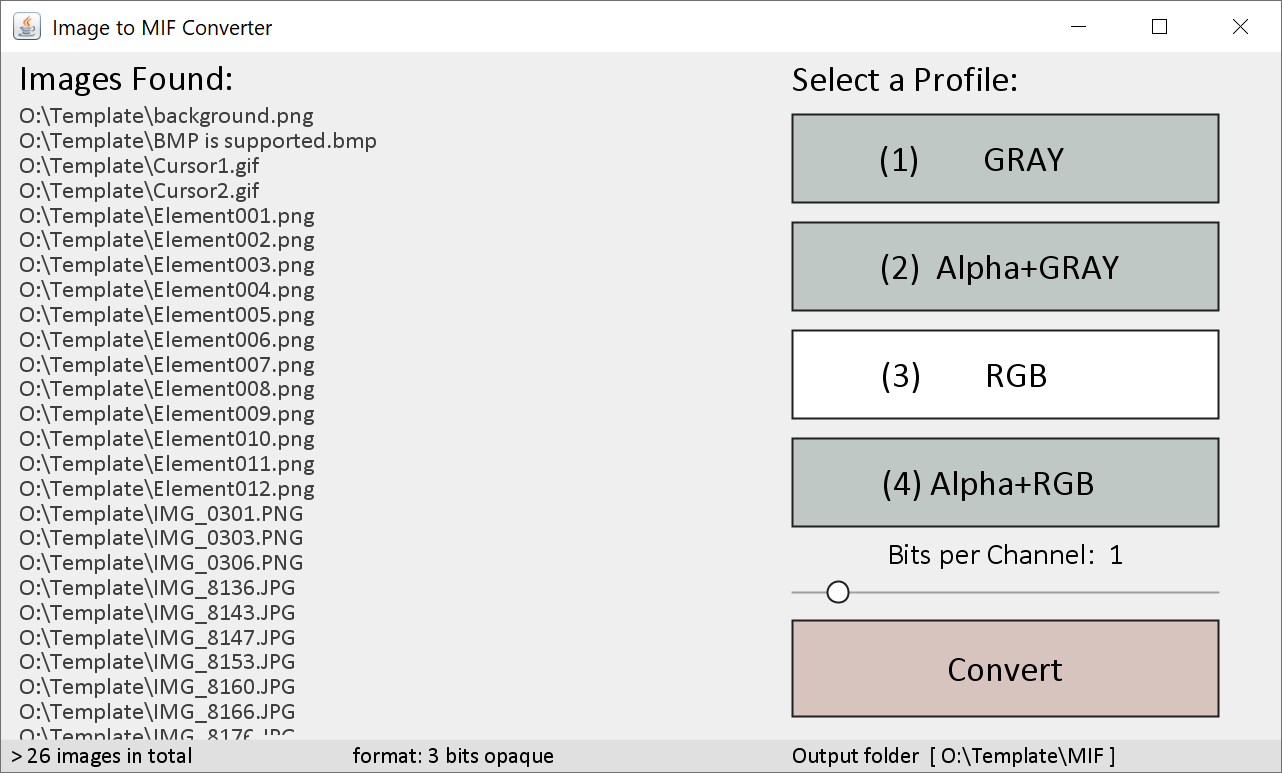 Image to MIF Converter
Images Found:
O:\Template\background.png
O:\Template\BMP is supported.bmp
O:\Template\Cursor1.gif
O:\Template\Cursor2.gif
O:\Template\Element001.png
O:\Template\Element002.png
O:\Template\Element003.png
O:\Template\Element004.png
O:\Template\Element005.png
O:\Template\Element006.png
O:\Template\Element007.png
O:\Template\Element008.png
O:\Template\Element009.png
O:\Template\Element010.png
O:\Template\Element011.png
O:\Template\Element012.png
O:\Template\IMG_0301.PNG
O:\Template\IMG_0303.PNG
O:\Template\IMG_0306.PNG
O:\Template\IMG_8136.JPG
O:\Template\IMG_8143.JPG
O:\Template\IMG_8147.JPG
O:\Template\IMG_8153.JPG
O:\Template\IMG_8160.JPG
O:\Template\IMG_8166.JPG
O:\Template\IMG_8176.JPG
Select a Profile:
(1) GRAY
(2) Alpha+GRAY
(3) RGB
(4) Alpha+RGB
Bits per Channel: 1
Convert
> 26 images in total
format: 3 bits opaque
Output folder [ O:\Template\MIF ]